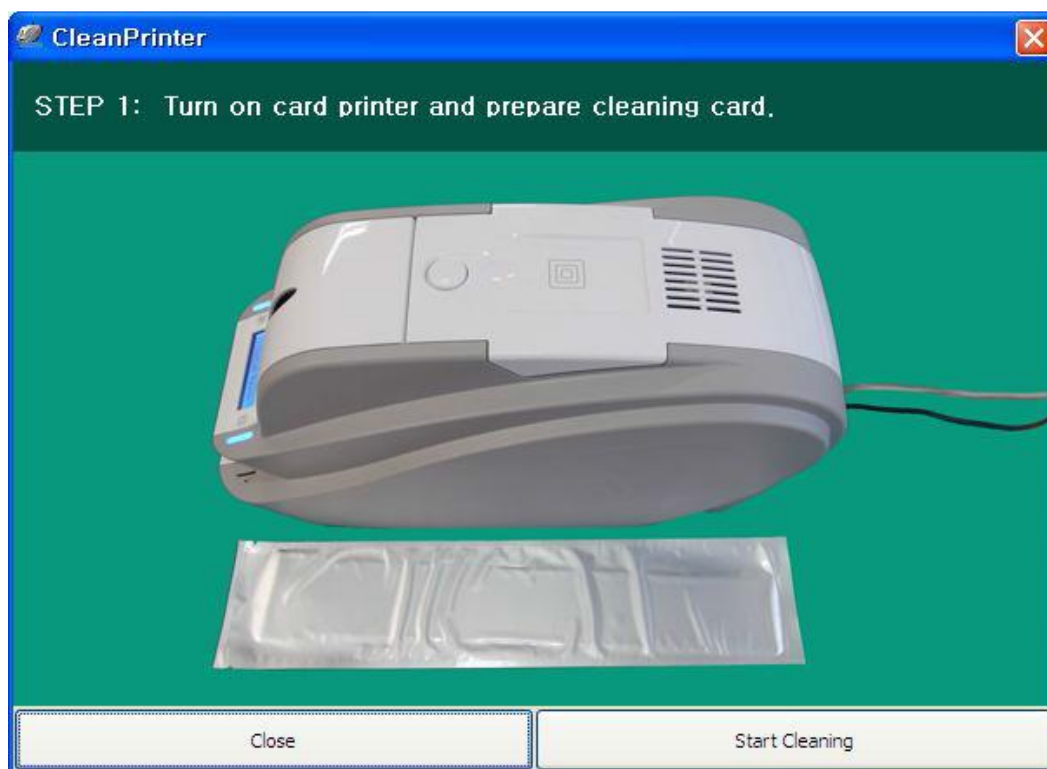 CleanPrinter
STEP 1: Turn on card printer and prepare cleaning card.
Close
Start Cleaning